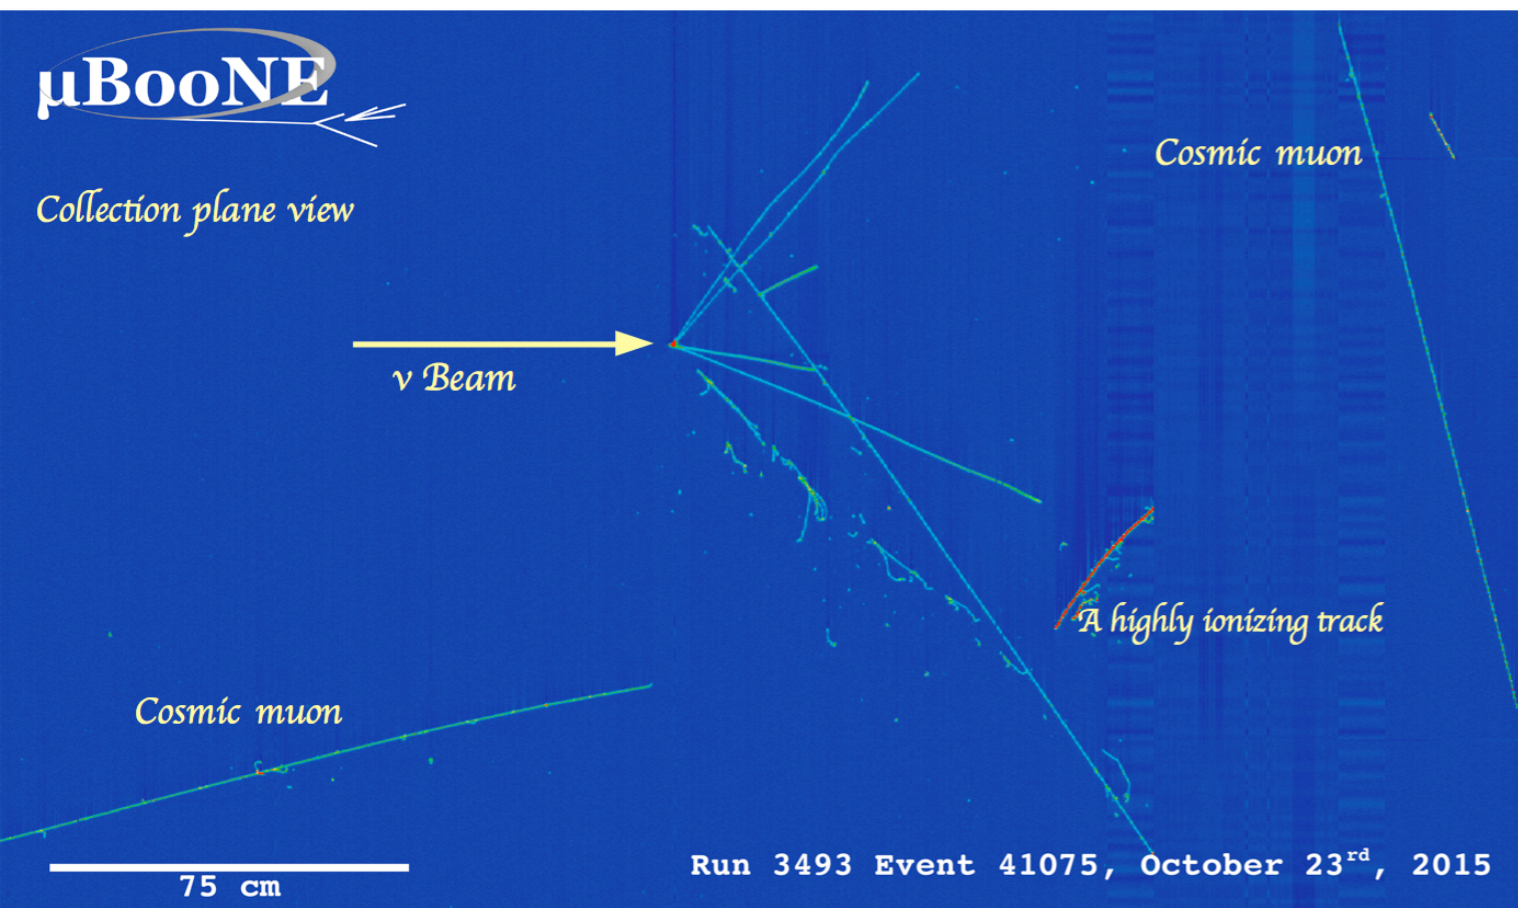 µBooNE
Cosmic muon
Collection plane view
ν Beam
A highly ionizing track
Cosmic muon
Run 3493 Event 41075, October 23rd, 2015
75 cm